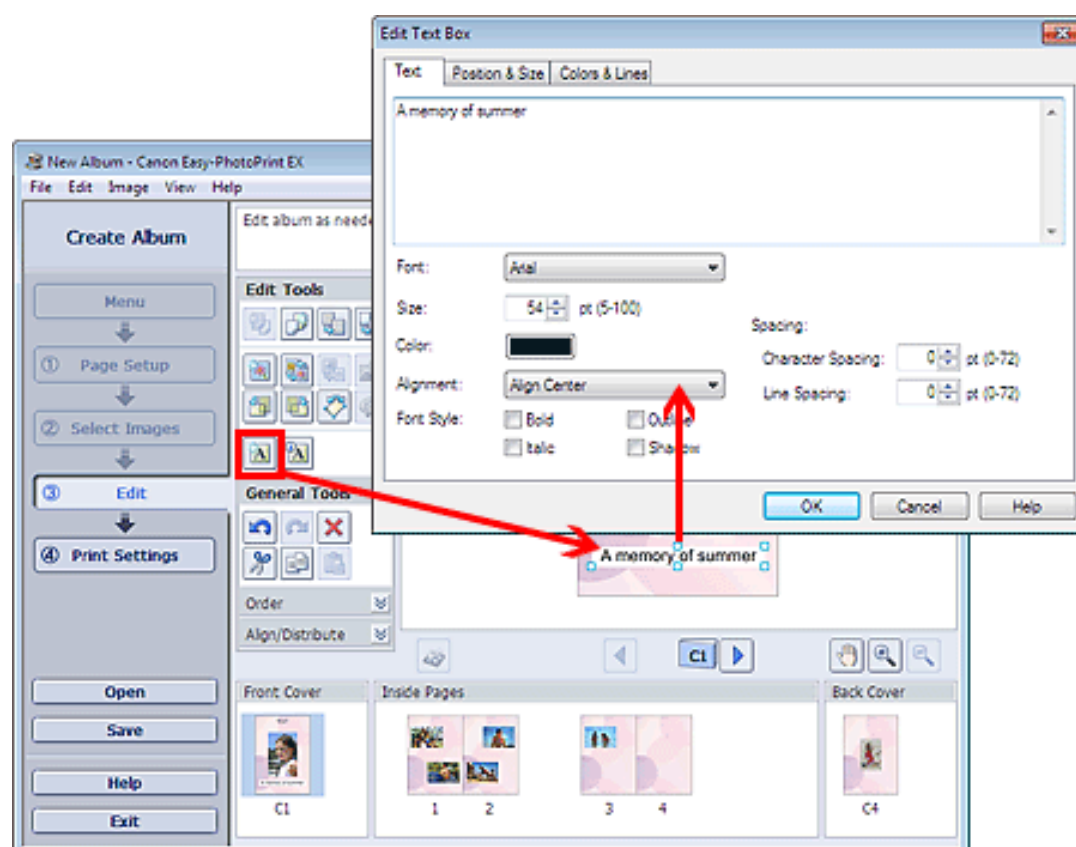 Edit Text Box
Text Position & Size Colors & Lines
A memory of summer
Font: Arial
Size: 54 pt (5-100)
Color:
Alignment: Align Center
Font Style: Bold Outline
Italic Shadow
Spacing:
Character Spacing: 0 pt (0-72)
Line Spacing: 0 pt (0-72)
OK Cancel Help
New Album - Canon Easy-PhotoPrint EX
File Edit Image View Help
Create Album
Menu
① Page Setup
② Select Images
③ Edit
④ Print Settings
Open
Save
Help
Exit
Edit album as neede
Edit Tools
A A
General Tools
Order
Align/Distribute
A memory of summer
C1
Front Cover
C1
Inside Pages
1 2 3 4
Back Cover
C4